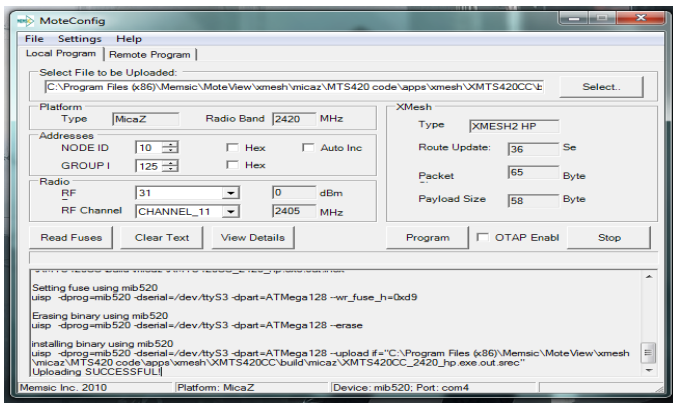 MoteConfig
File Settings Help
Local Program Remote Program
Select File to be Uploaded:
C:\Program Files (x86)\Memsic\MoteView\xmesh\micaz\MTS420 code\apps\xmesh\XMTS420CC\b
Select..
Platform
Type MicaZ Radio Band 2420 MHz
Addresses
NODE ID 10 Hex Auto Inc
GROUP I 125 Hex
Radio
RF 31 0 dBm
RF Channel CHANNEL_11 2405 MHz
XMesh
Type XMESH2 HP
Route Update: 36 Se
Packet 65 Byte
Payload Size 58 Byte
Read Fuses Clear Text View Details Program OTAP Enabl Stop
Setting fuse using mib520
uisp -dprog=mib520 -dserial=/dev/ttyS3 -dpart=ATMega128 --wr_fuse_h=0xd9
Erasing binary using mib520
uisp -dprog=mib520 -dserial=/dev/ttyS3 -dpart=ATMega128 --erase
installing binary using mib520
uisp -dprog=mib520 -dserial=/dev/ttyS3 -dpart=ATMega128 --upload if="C:\Program Files (x86)\Memsic\MoteView\xmesh
\micaz\MTS420 code\apps\xmesh\XMTS420CC\build\micaz\XMTS420CC_2420_hp.exe.out.srec"
Uploading SUCCESSFUL!
Memsic Inc. 2010 Platform: MicaZ Device: mib520; Port: com4